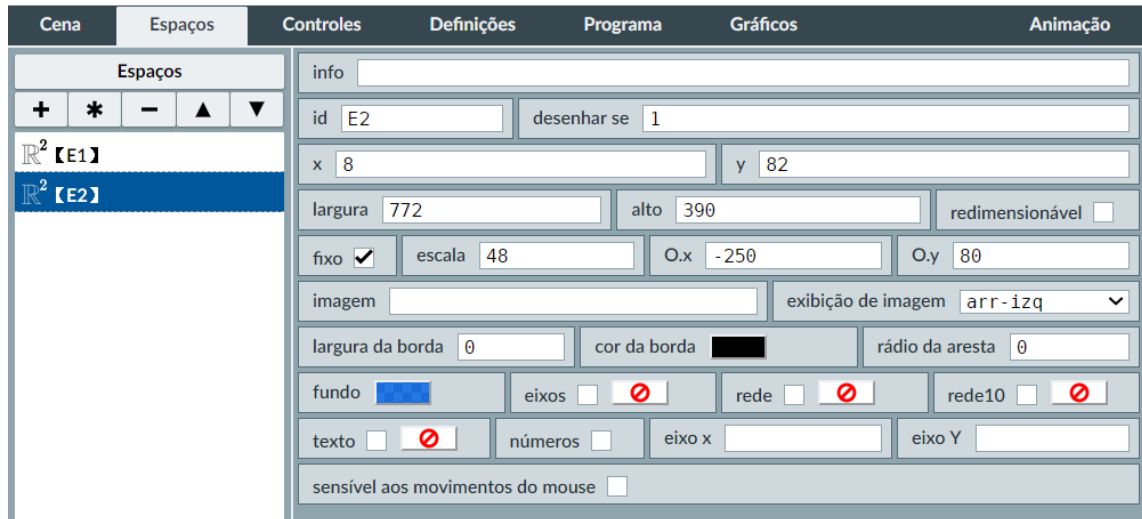 Cena Espaços Controles Definições Programa Gráficos Animação
Espaços
+ * − ▲ ▼
ℝ² 【E1】
ℝ² 【E2】
info
id E2 desenhar se 1
x 8 y 82
largura 772 alto 390 redimensionável
fixo escala 48 O.x -250 O.y 80
imagem exibição de imagem arr-izq
largura da borda 0 cor da borda rádio da aresta 0
fundo eixos rede rede10
texto números eixo x eixo Y
sensível aos movimentos do mouse